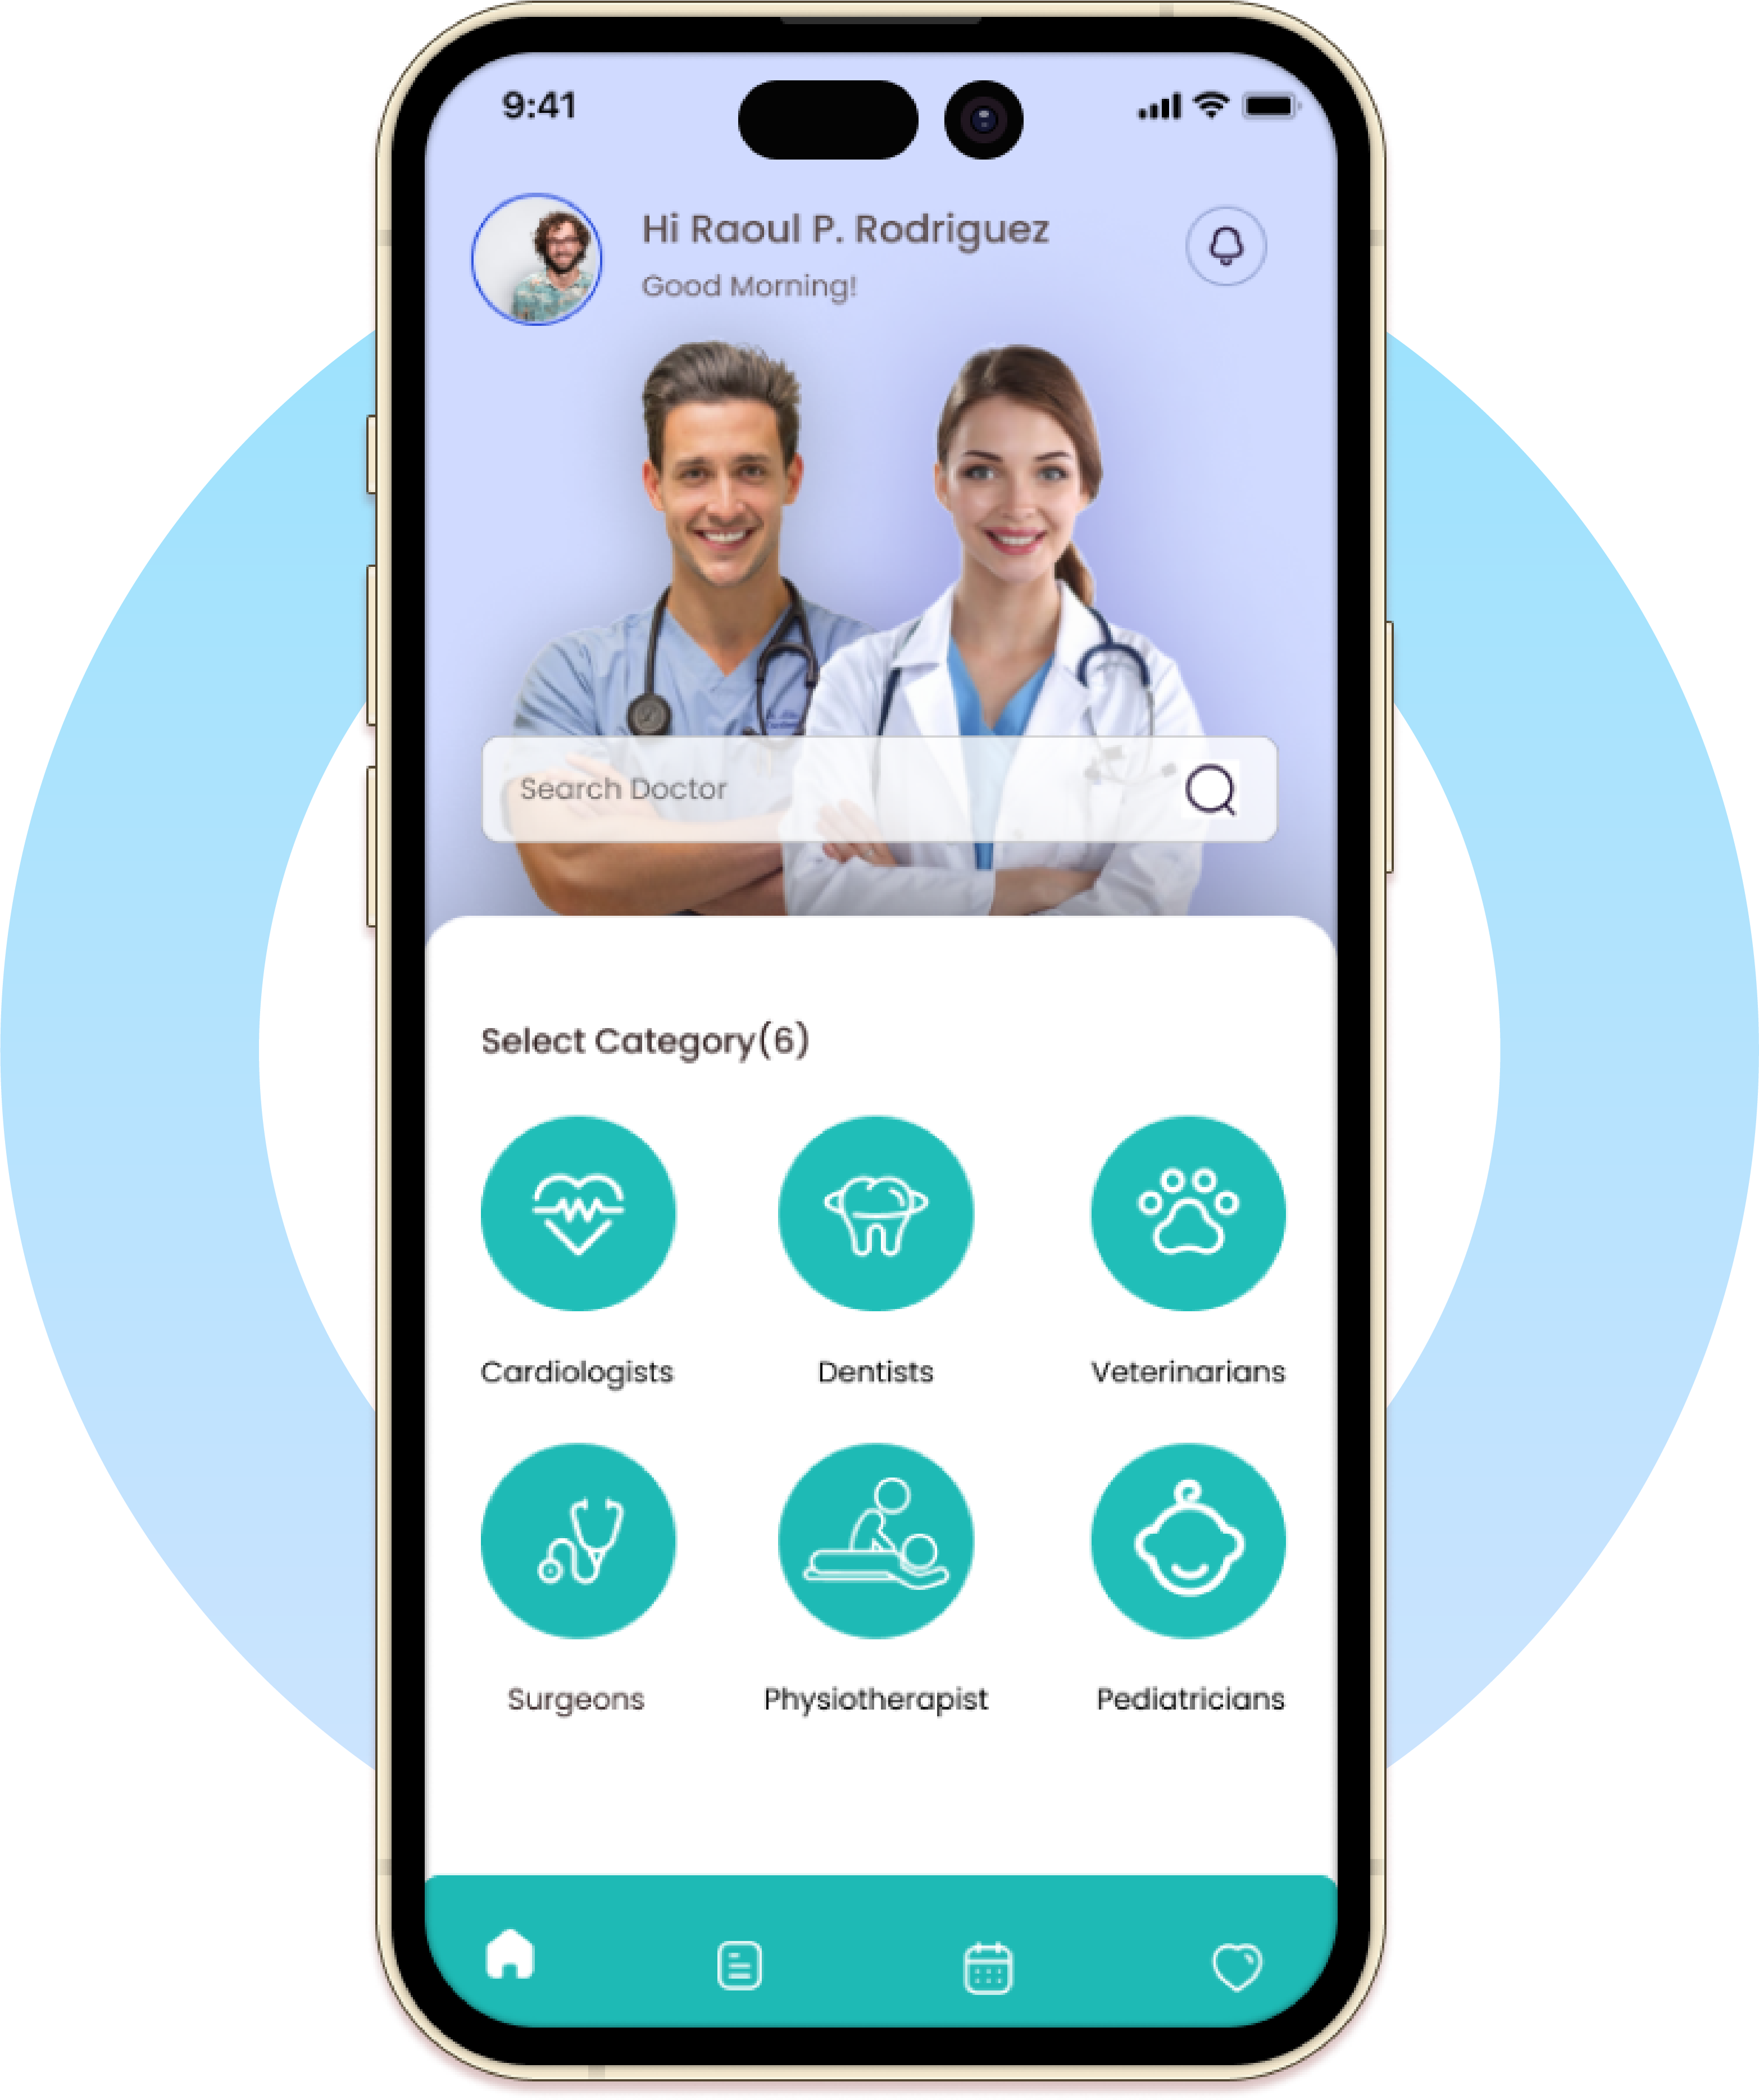 9:41
Hi Raoul P. Rodriguez
Good Morning!
Search Doctor
Select Category(6)
Cardiologists
Dentists
Veterinarians
Surgeons
Physiotherapist
Pediatricians